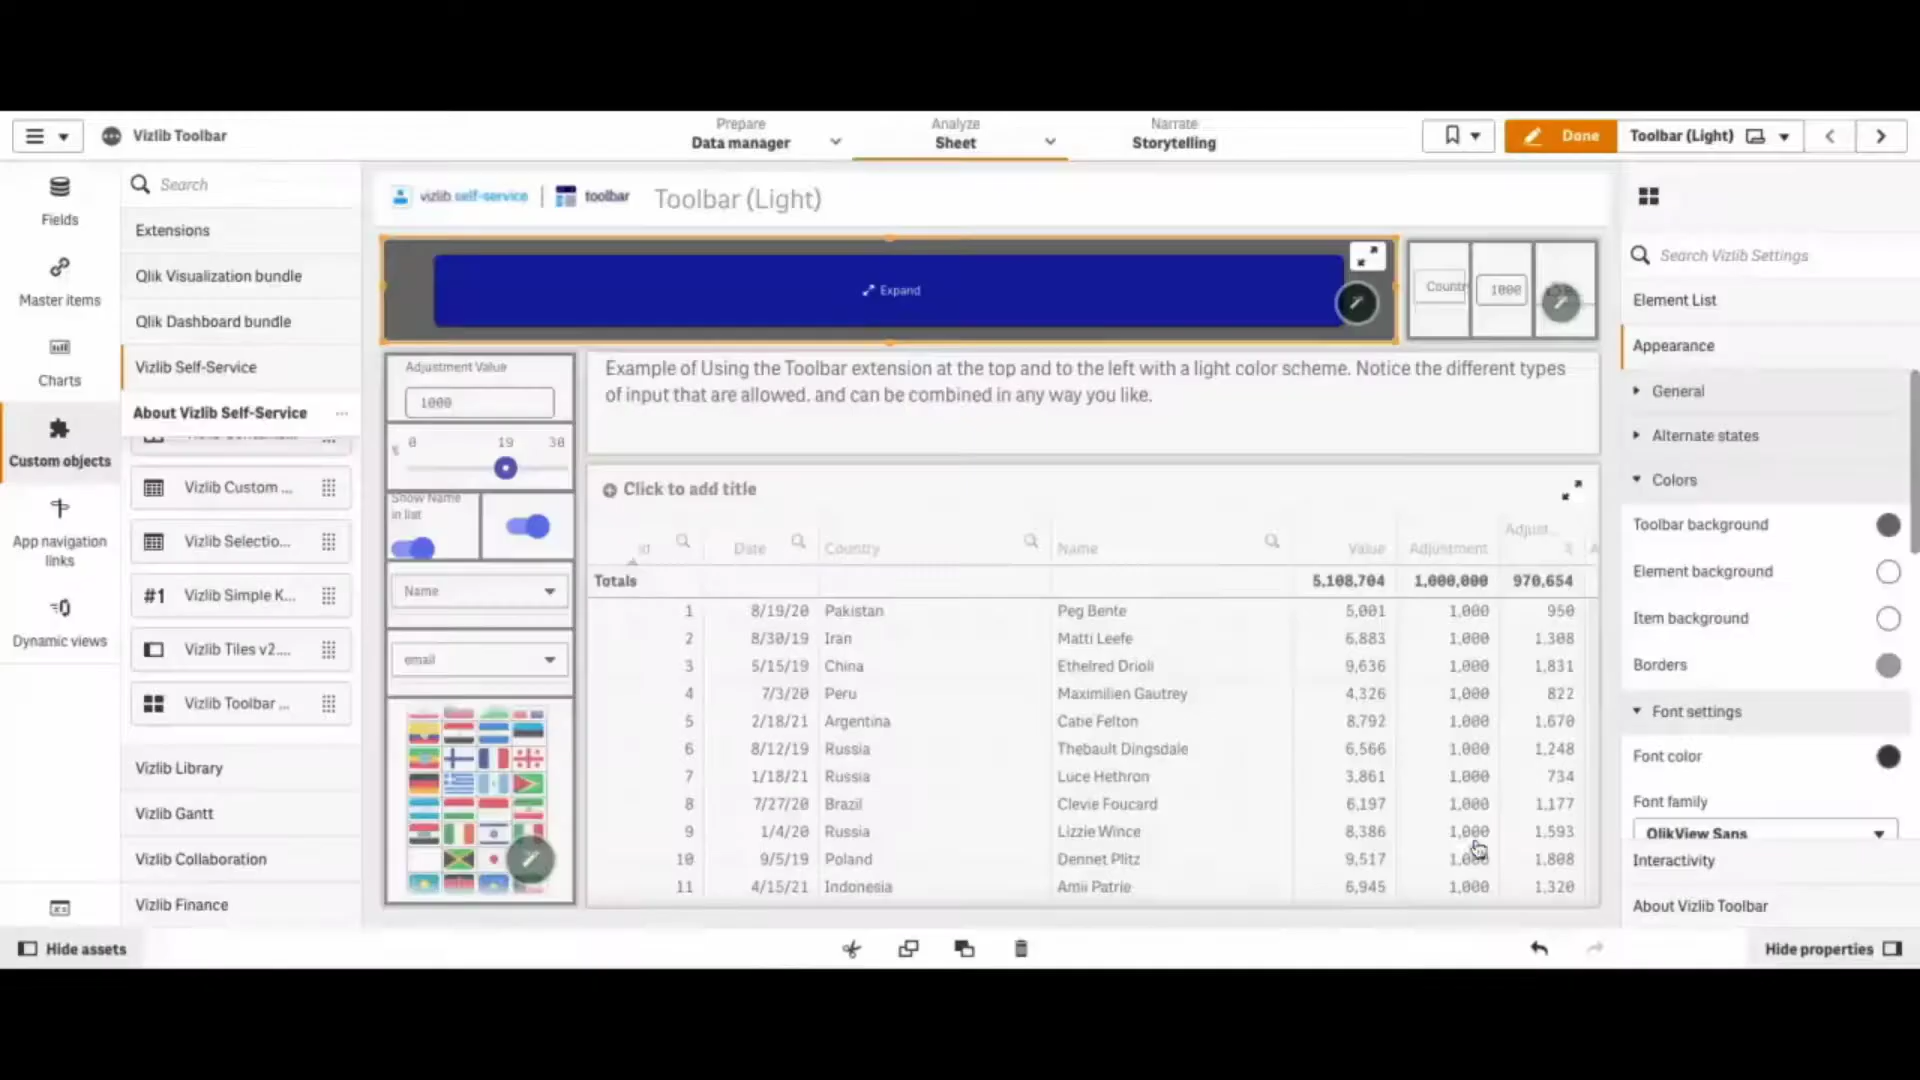 Vizlib Toolbar
Prepare
Data manager
Analyze
Sheet
Narrate
Storytelling
Done
Toolbar (Light)
Fields
Master items
Charts
Custom objects
App navigation
links
Dynamic views
Search
Extensions
Qlik Visualization bundle
Qlik Dashboard bundle
Vizlib Self-Service
About Vizlib Self-Service
Vizlib Custom ...
Vizlib Selectio...
#1 Vizlib Simple K...
Vizlib Tiles v2....
Vizlib Toolbar ...
Vizlib Library
Vizlib Gantt
Vizlib Collaboration
Vizlib Finance
vizlib self-service | toolbar
Toolbar (Light)
Expand
Countr
1000
Adjustment Value
1000
% 0 19 30
Show Name
in list
Name
email
Example of Using the Toolbar extension at the top and to the left with a light color scheme. Notice the different types
of input that are allowed. and can be combined in any way you like.
Click to add title
id Date Country Name Value Adjustment Adjust... %
Totals 5,108,704 1,000,000 970,654
1 8/19/20 Pakistan Peg Bente 5,001 1,000 950
2 8/30/19 Iran Matti Leefe 6,883 1,000 1,308
3 5/15/19 China Ethelred Drioli 9,636 1,000 1,831
4 7/3/20 Peru Maximilien Gautrey 4,326 1,000 822
5 2/18/21 Argentina Catie Felton 8,792 1,000 1,670
6 8/12/19 Russia Thebault Dingsdale 6,566 1,000 1,248
7 1/18/21 Russia Luce Hethron 3,861 1,000 734
8 7/27/20 Brazil Clevie Foucard 6,197 1,000 1,177
9 1/4/20 Russia Lizzie Wince 8,386 1,000 1,593
10 9/5/19 Poland Dennet Plitz 9,517 1,000 1,808
11 4/15/21 Indonesia Amii Patrie 6,945 1,000 1,320
Search Vizlib Settings
Element List
Appearance
General
Alternate states
Colors
Toolbar background
Element background
Item background
Borders
Font settings
Font color
Font family
QlikView Sans
Interactivity
About Vizlib Toolbar
Hide assets
Hide properties